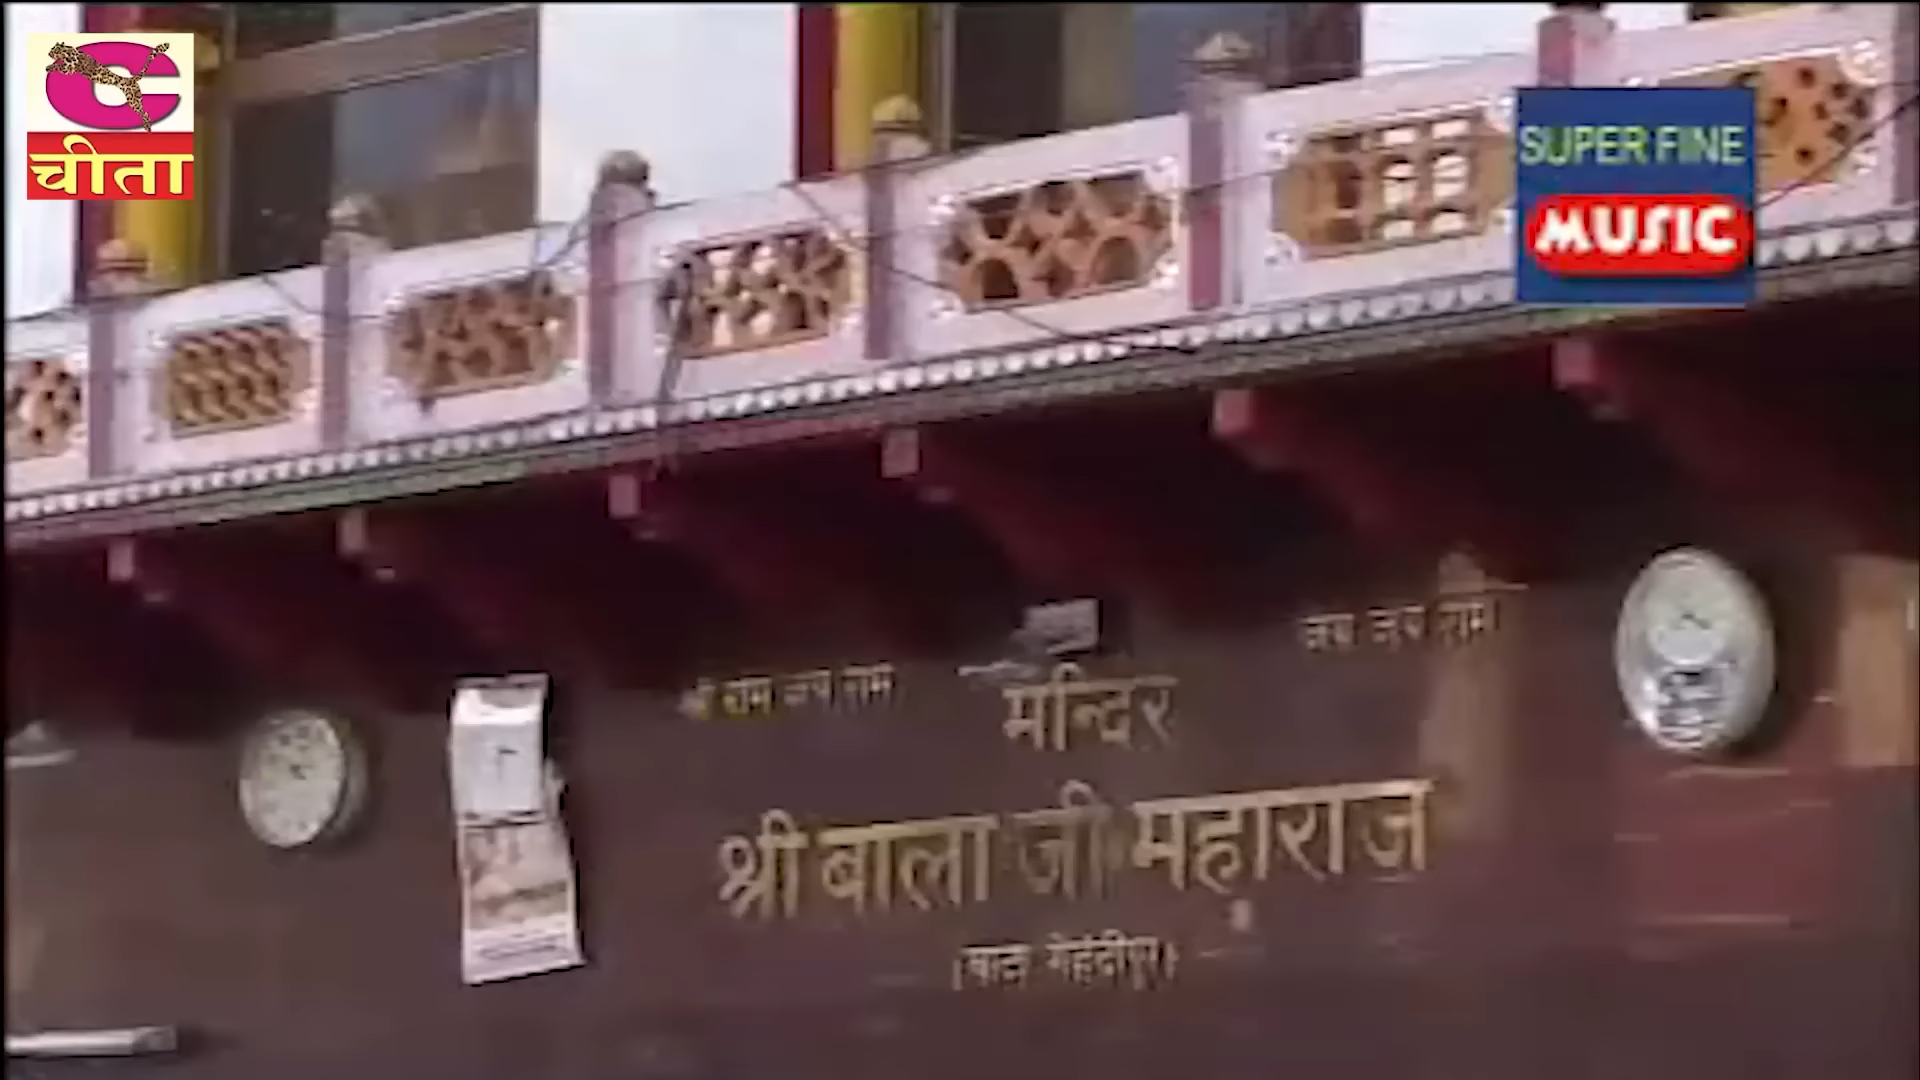 चीता
SUPER FINE
MUSIC
श्री राम जय राम
जय जय राम
मन्दिर
श्री बाला जी महाराज
मेहंदीपुर)